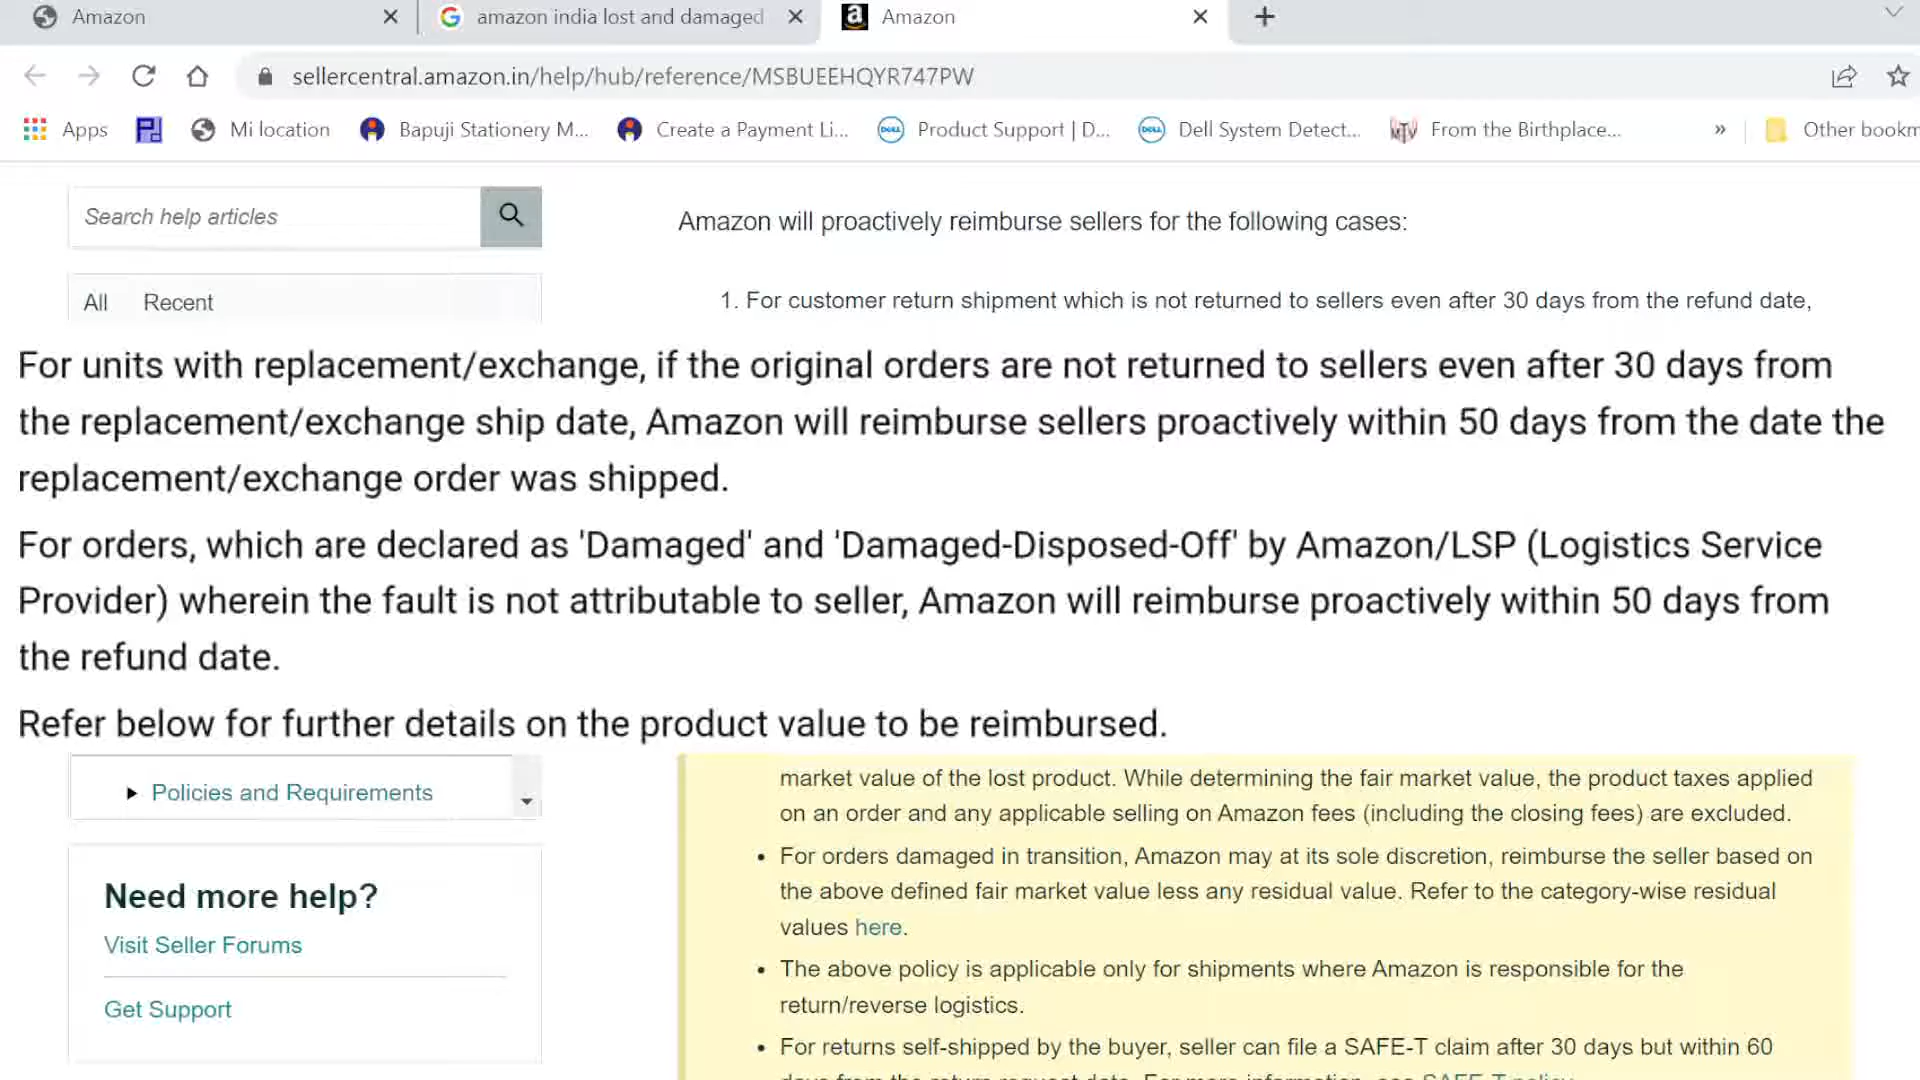 Amazon
amazon india lost and damaged
Amazon
sellercentral.amazon.in/help/hub/reference/MSBUEEHQYR747PW
Apps
Mi location
Bapuji Stationery M...
Create a Payment Li...
Product Support | D...
Dell System Detect...
From the Birthplace...
»
Other bookm
Search help articles
All Recent
Amazon will proactively reimburse sellers for the following cases:
1. For customer return shipment which is not returned to sellers even after 30 days from the refund date,
For units with replacement/exchange, if the original orders are not returned to sellers even after 30 days from
the replacement/exchange ship date, Amazon will reimburse sellers proactively within 50 days from the date the
replacement/exchange order was shipped.
For orders, which are declared as 'Damaged' and 'Damaged-Disposed-Off' by Amazon/LSP (Logistics Service
Provider) wherein the fault is not attributable to seller, Amazon will reimburse proactively within 50 days from
the refund date.
Refer below for further details on the product value to be reimbursed.
Policies and Requirements
Need more help?
Visit Seller Forums
Get Support
market value of the lost product. While determining the fair market value, the product taxes applied
on an order and any applicable selling on Amazon fees (including the closing fees) are excluded.
• For orders damaged in transition, Amazon may at its sole discretion, reimburse the seller based on
the above defined fair market value less any residual value. Refer to the category-wise residual
values here.
• The above policy is applicable only for shipments where Amazon is responsible for the
return/reverse logistics.
• For returns self-shipped by the buyer, seller can file a SAFE-T claim after 30 days but within 60
days from the return request date. For more information, see SAFE-T policy.